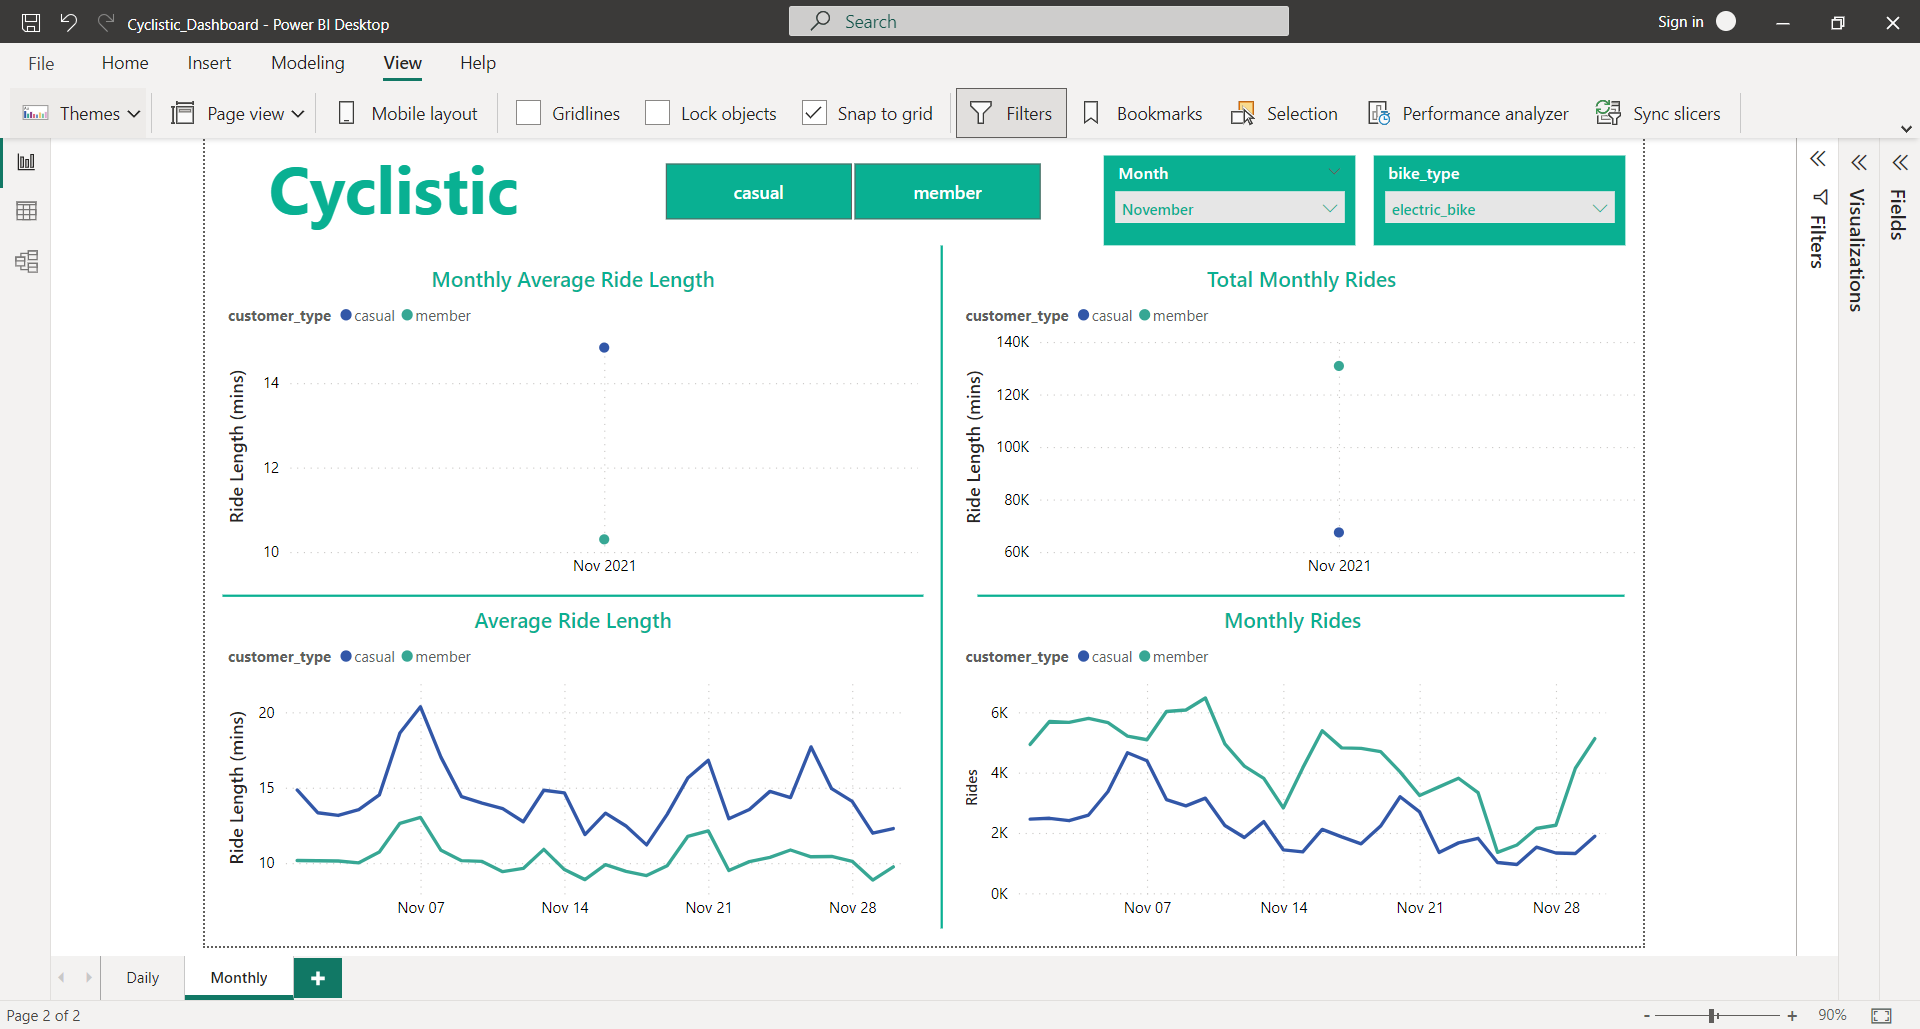 Cyclistic_Dashboard - Power BI Desktop
Search
Sign in
File Home Insert Modeling View Help
Themes Page view Mobile layout Gridlines Lock objects Snap to grid Filters Bookmarks Selection Performance analyzer Sync slicers
Cyclistic
casual member
Month
November
bike_type
electric_bike
Filters
Visualizations
Fields
Monthly Average Ride Length
customer_type casual member
Ride Length (mins)
14
12
10
Nov 2021
Total Monthly Rides
customer_type casual member
Ride Length (mins)
140K
120K
100K
80K
60K
Nov 2021
Average Ride Length
customer_type casual member
Ride Length (mins)
20
15
10
Nov 07 Nov 14 Nov 21 Nov 28
Monthly Rides
customer_type casual member
Rides
6K
4K
2K
0K
Nov 07 Nov 14 Nov 21 Nov 28
Daily Monthly +
Page 2 of 2
- + 90%